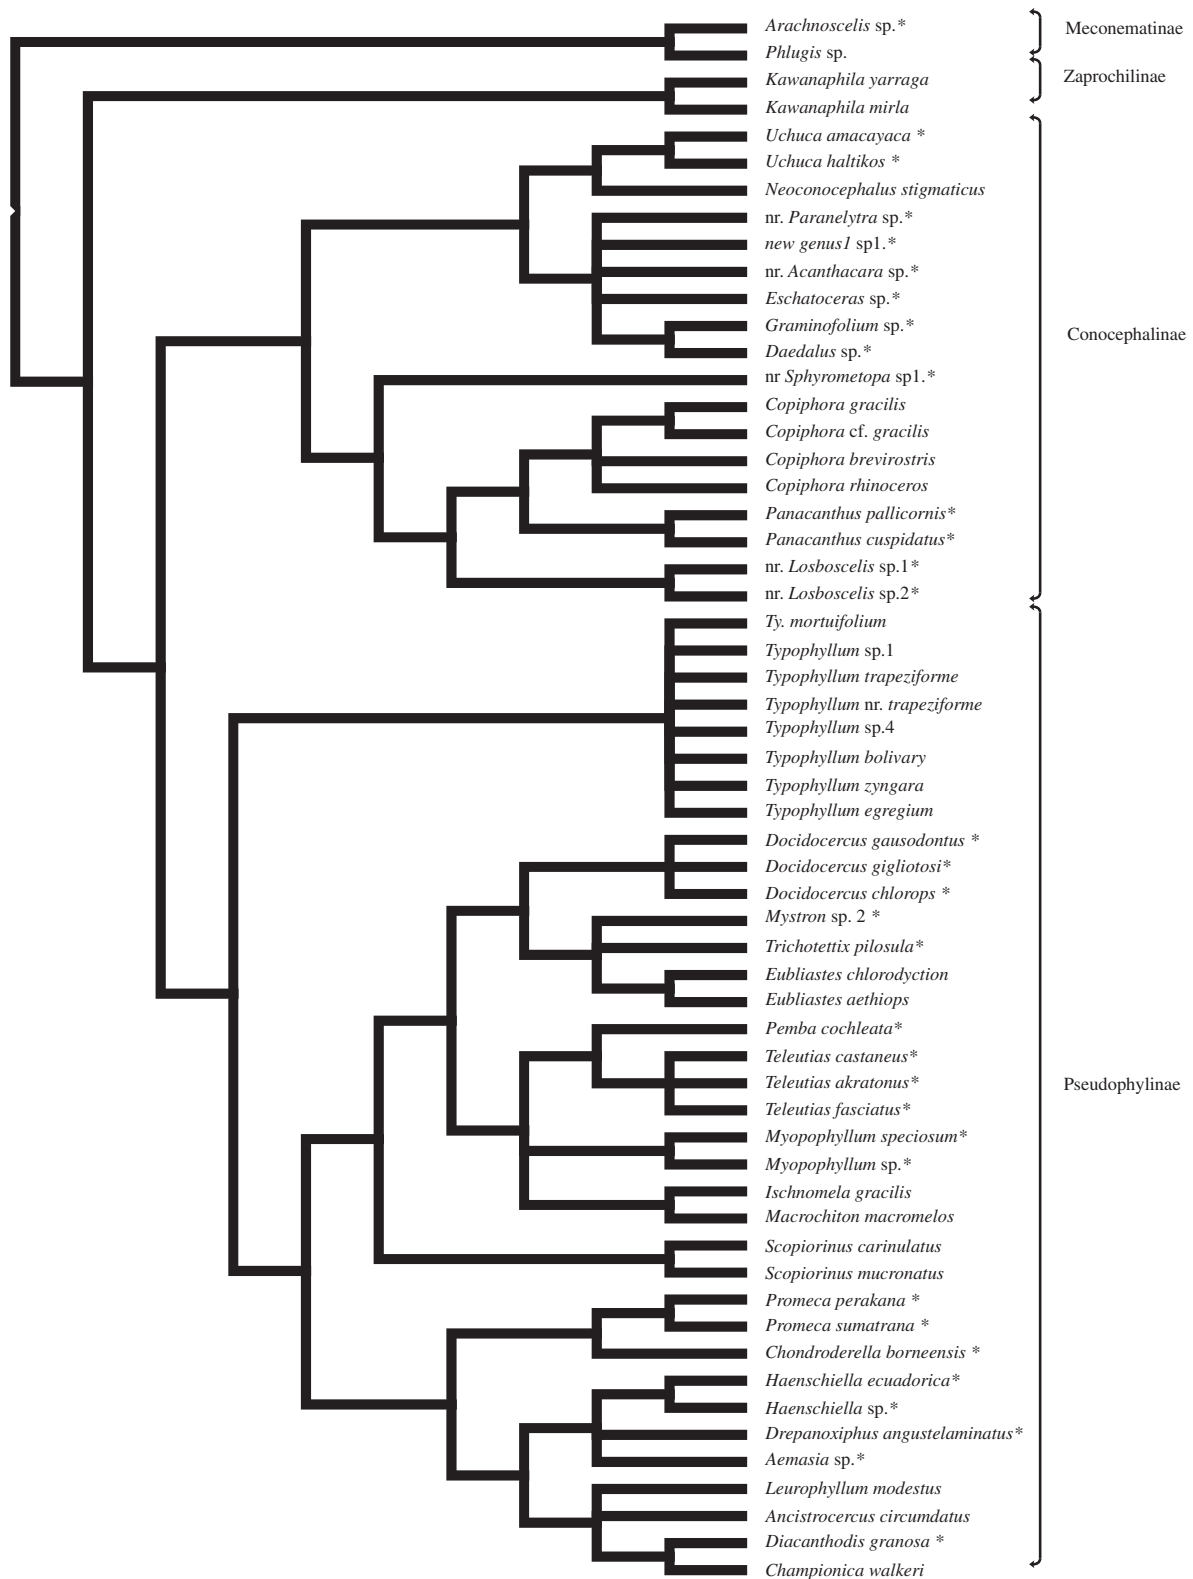 Arachnoscelis sp.*
Phlugis sp.
Meconematinae
Kawanaphila yarraga
Kawanaphila mirla
Zaprochilinae
Uchuca amacayaca *
Uchuca haltikos *
Neoconocephalus stigmaticus
nr. Paranelytra sp.*
new genus1 sp1.*
nr. Acanthacara sp.*
Eschatoceras sp.*
Graminofolium sp.*
Daedalus sp.*
nr Sphyrometopa sp1.*
Copiphora gracilis
Copiphora cf. gracilis
Copiphora brevirostris
Copiphora rhinoceros
Panacanthus pallicornis*
Panacanthus cuspidatus*
nr. Losboscelis sp.1*
nr. Losboscelis sp.2*
Conocephalinae
Ty. mortuifolium
Typophyllum sp.1
Typophyllum trapeziforme
Typophyllum nr. trapeziforme
Typophyllum sp.4
Typophyllum bolivary
Typophyllum zyngara
Typophyllum egregium
Docidocercus gausodontus *
Docidocercus gigliotosi*
Docidocercus chlorops *
Mystron sp. 2 *
Trichotettix pilosula*
Eubliastes chlorodyction
Eubliastes aethiops
Pemba cochleata*
Teleutias castaneus*
Teleutias akratonus*
Teleutias fasciatus*
Myopophyllum speciosum*
Myopophyllum sp.*
Ischnomela gracilis
Macrochiton macromelos
Scopiorinus carinulatus
Scopiorinus mucronatus
Promeca perakana *
Promeca sumatrana *
Chondroderella borneensis *
Haenschiella ecuadorica*
Haenschiella sp.*
Drepanoxiphus angustelaminatus*
Aemasia sp.*
Leurophyllum modestus
Ancistrocercus circumdatus
Diacanthodis granosa *
Championica walkeri
Pseudophylinae